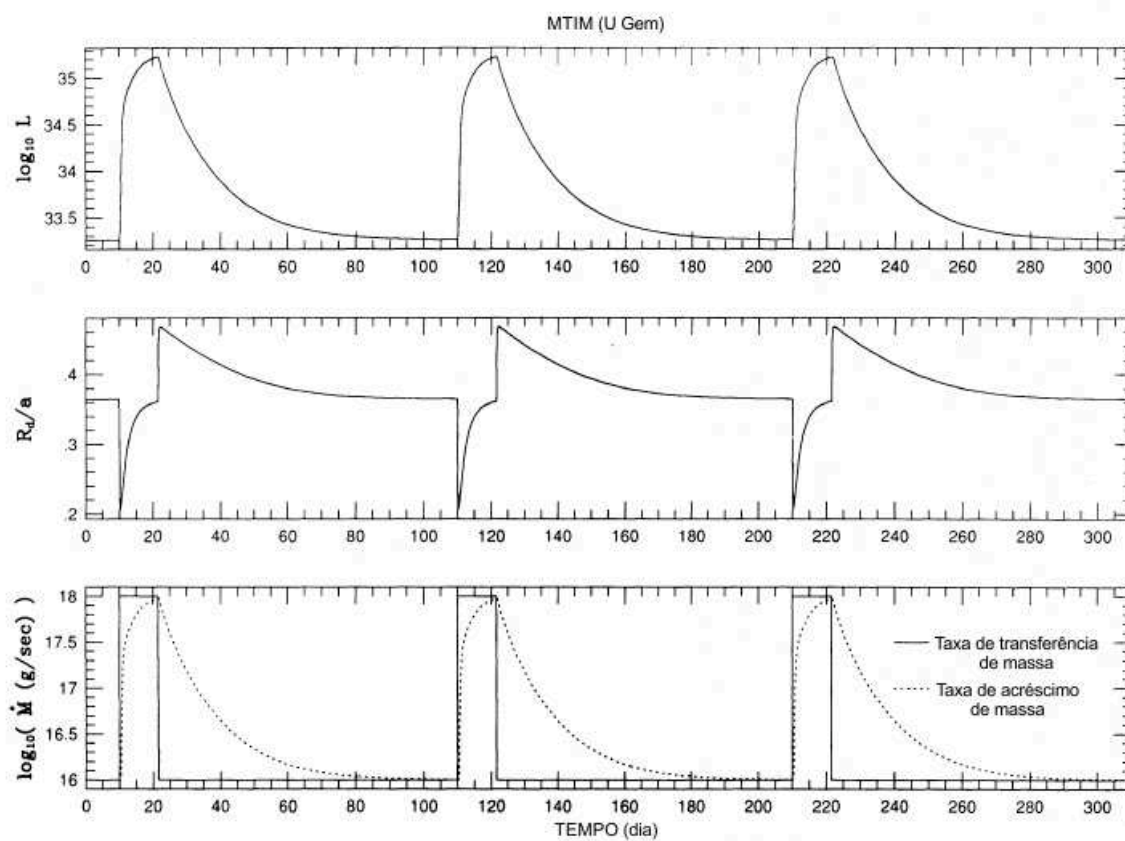 MTIM (U Gem)
35
34.5
34
33.5
log₁₀ L
0 20 40 60 80 100 120 140 160 180 200 220 240 260 280 300
.4
.3
.2
R_d/a
0 20 40 60 80 100 120 140 160 180 200 220 240 260 280 300
18
17.5
17
16.5
16
log₁₀( Ṁ (g/sec) )
Taxa de transferência
de massa
Taxa de acréscimo
de massa
0 20 40 60 80 100 120 140 160 180 200 220 240 260 280 300
TEMPO (dia)